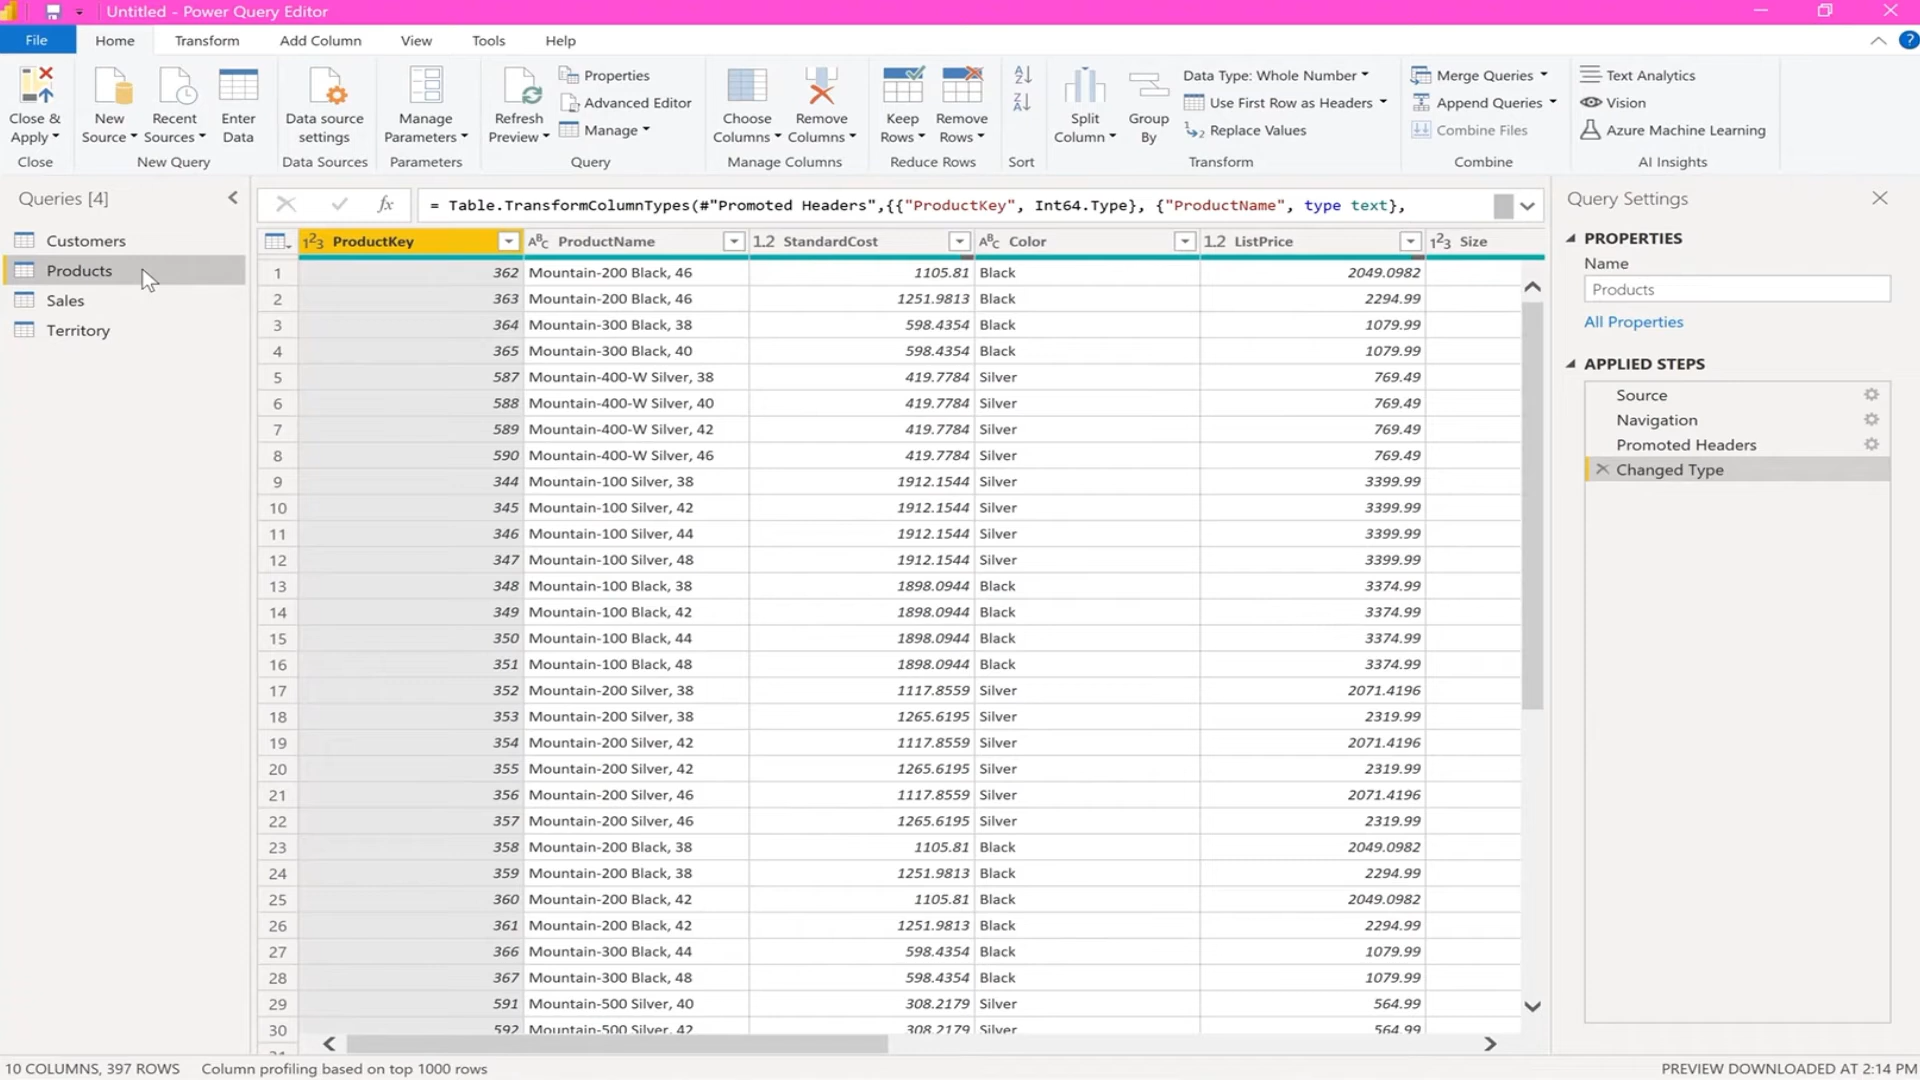 Untitled - Power Query Editor
File Home Transform Add Column View Tools Help
Close & Apply New Source Recent Sources Enter Data Data source settings Manage Parameters Refresh Preview Properties Advanced Editor Manage Choose Columns Remove Columns Keep Rows Remove Rows Split Column Group By Data Type: Whole Number Use First Row as Headers Replace Values Merge Queries Append Queries Combine Files Text Analytics Vision Azure Machine Learning
Close New Query Data Sources Parameters Query Manage Columns Reduce Rows Sort Transform Combine AI Insights
Queries [4]
Customers
Products
Sales
Territory
fx = Table.TransformColumnTypes(#"Promoted Headers",{{"ProductKey", Int64.Type}, {"ProductName", type text},
1²3 ProductKey ABC ProductName 1.2 StandardCost ABC Color 1.2 ListPrice 1²3 Size
1 362 Mountain-200 Black, 46 1105.81 Black 2049.0982
2 363 Mountain-200 Black, 46 1251.9813 Black 2294.99
3 364 Mountain-300 Black, 38 598.4354 Black 1079.99
4 365 Mountain-300 Black, 40 598.4354 Black 1079.99
5 587 Mountain-400-W Silver, 38 419.7784 Silver 769.49
6 588 Mountain-400-W Silver, 40 419.7784 Silver 769.49
7 589 Mountain-400-W Silver, 42 419.7784 Silver 769.49
8 590 Mountain-400-W Silver, 46 419.7784 Silver 769.49
9 344 Mountain-100 Silver, 38 1912.1544 Silver 3399.99
10 345 Mountain-100 Silver, 42 1912.1544 Silver 3399.99
11 346 Mountain-100 Silver, 44 1912.1544 Silver 3399.99
12 347 Mountain-100 Silver, 48 1912.1544 Silver 3399.99
13 348 Mountain-100 Black, 38 1898.0944 Black 3374.99
14 349 Mountain-100 Black, 42 1898.0944 Black 3374.99
15 350 Mountain-100 Black, 44 1898.0944 Black 3374.99
16 351 Mountain-100 Black, 48 1898.0944 Black 3374.99
17 352 Mountain-200 Silver, 38 1117.8559 Silver 2071.4196
18 353 Mountain-200 Silver, 38 1265.6195 Silver 2319.99
19 354 Mountain-200 Silver, 42 1117.8559 Silver 2071.4196
20 355 Mountain-200 Silver, 42 1265.6195 Silver 2319.99
21 356 Mountain-200 Silver, 46 1117.8559 Silver 2071.4196
22 357 Mountain-200 Silver, 46 1265.6195 Silver 2319.99
23 358 Mountain-200 Black, 38 1105.81 Black 2049.0982
24 359 Mountain-200 Black, 38 1251.9813 Black 2294.99
25 360 Mountain-200 Black, 42 1105.81 Black 2049.0982
26 361 Mountain-200 Black, 42 1251.9813 Black 2294.99
27 366 Mountain-300 Black, 44 598.4354 Black 1079.99
28 367 Mountain-300 Black, 48 598.4354 Black 1079.99
29 591 Mountain-500 Silver, 40 308.2179 Silver 564.99
30 592 Mountain-500 Silver, 42 308.2179 Silver 564.99
Query Settings
PROPERTIES
Name
Products
All Properties
APPLIED STEPS
Source
Navigation
Promoted Headers
Changed Type
10 COLUMNS, 397 ROWS Column profiling based on top 1000 rows PREVIEW DOWNLOADED AT 2:14 PM